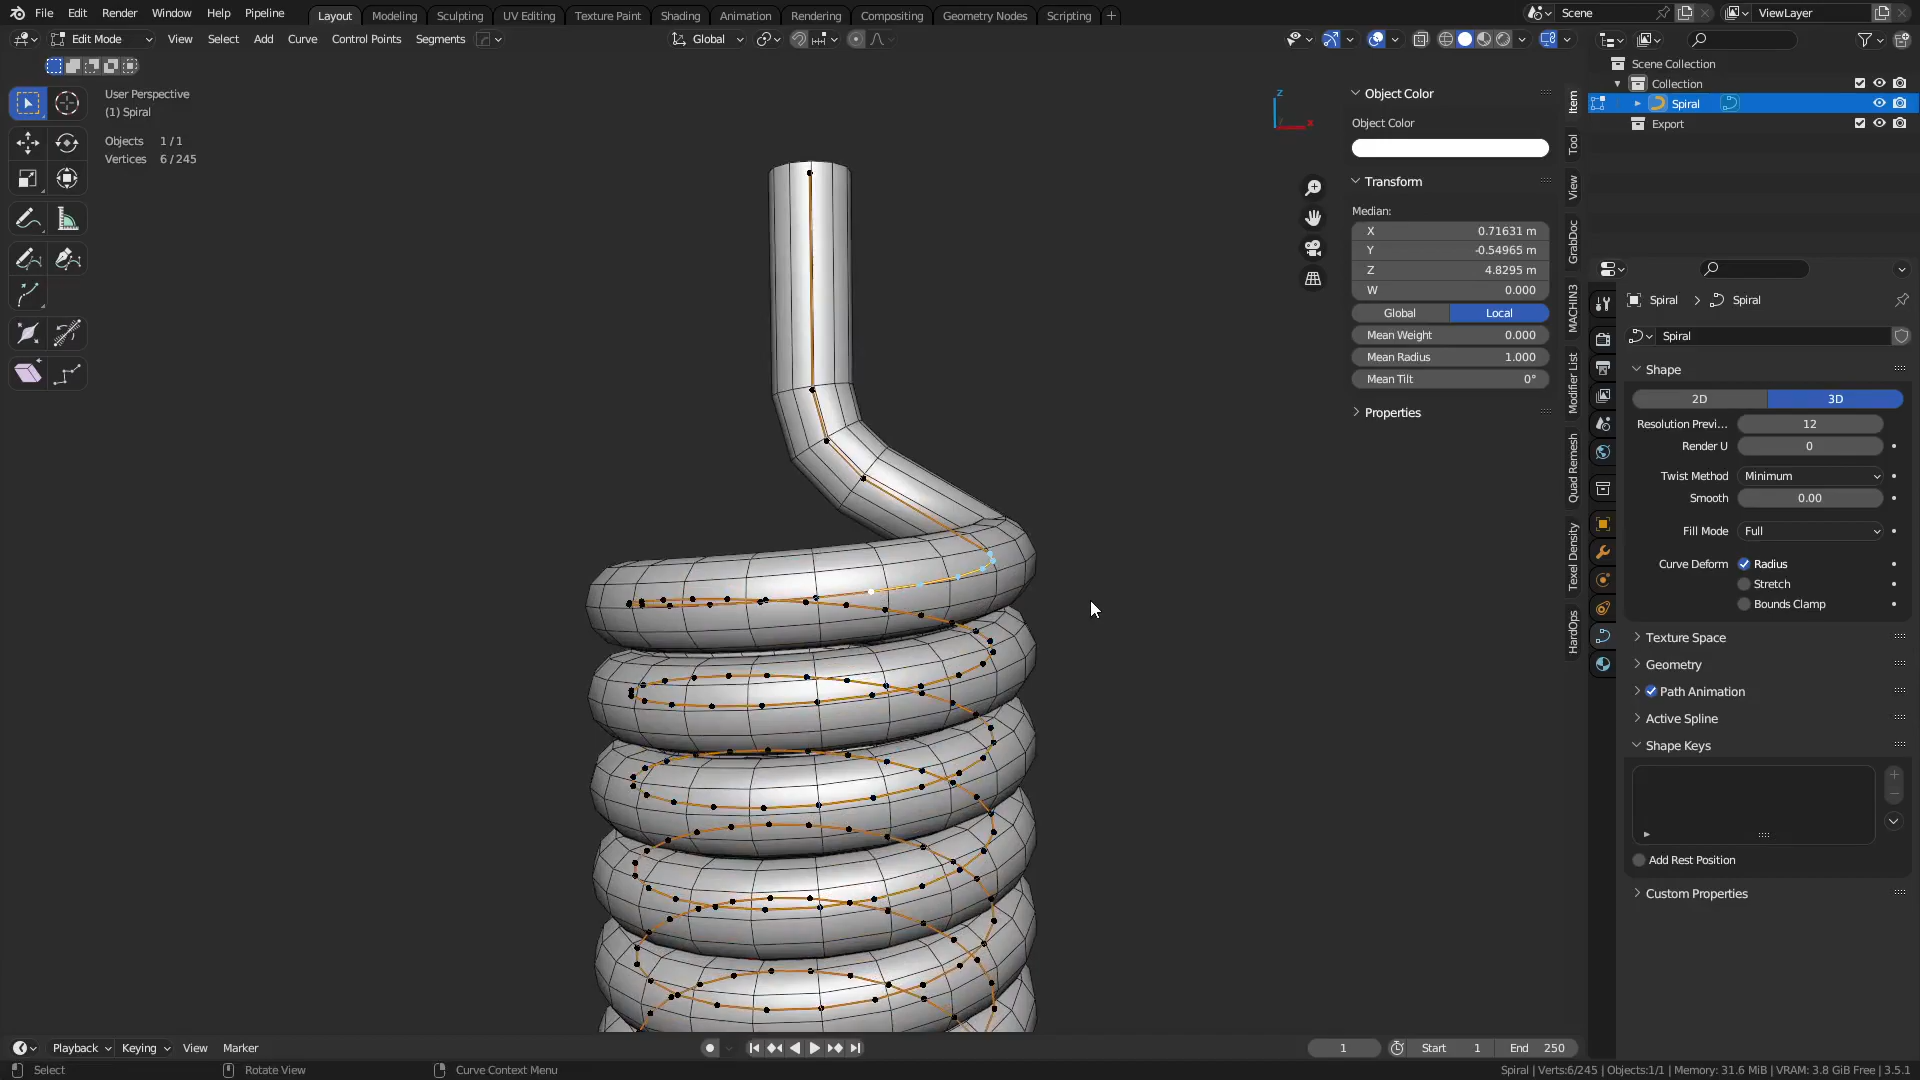 File Edit Render Window Help Pipeline
Layout Modeling Sculpting UV Editing Texture Paint Shading Animation Rendering Compositing Geometry Nodes Scripting +
Scene
ViewLayer
Edit Mode View Select Add Curve Control Points Segments
Global
User Perspective
(1) Spiral
Objects 1 / 1
Vertices 6 / 245
Z
X
Object Color
Object Color
Transform
Median:
X 0.71631 m
Y -0.54965 m
Z 4.8295 m
W 0.000
Global Local
Mean Weight 0.000
Mean Radius 1.000
Mean Tilt 0°
Properties
Item
Tool
View
GrabDoc
MACHIN3
Modifier List
Quad Remesh
Texel Density
HardOps
Scene Collection
Collection
Spiral
Export
Spiral > Spiral
Spiral
Shape
2D 3D
Resolution Previ... 12
Render U 0
Twist Method Minimum
Smooth 0.00
Fill Mode Full
Curve Deform Radius
Stretch
Bounds Clamp
Texture Space
Geometry
Path Animation
Active Spline
Shape Keys
Add Rest Position
Custom Properties
Playback Keying View Marker
1
Start 1
End 250
Select
Rotate View
Curve Context Menu
Spiral | Verts:6/245 | Objects:1/1 | Memory: 31.6 MiB | VRAM: 3.8 GiB Free | 3.5.1